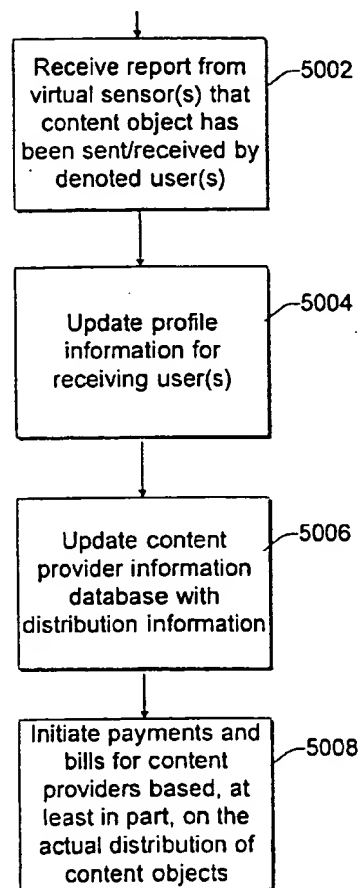 Receive report from
virtual sensor(s) that
content object has
been sent/received by
denoted user(s)
5002
Update profile
information for
receiving user(s)
5004
Update content
provider information
database with
distribution information
5006
Initiate payments and
bills for content
providers based, at
least in part, on the
actual distribution of
content objects
5008